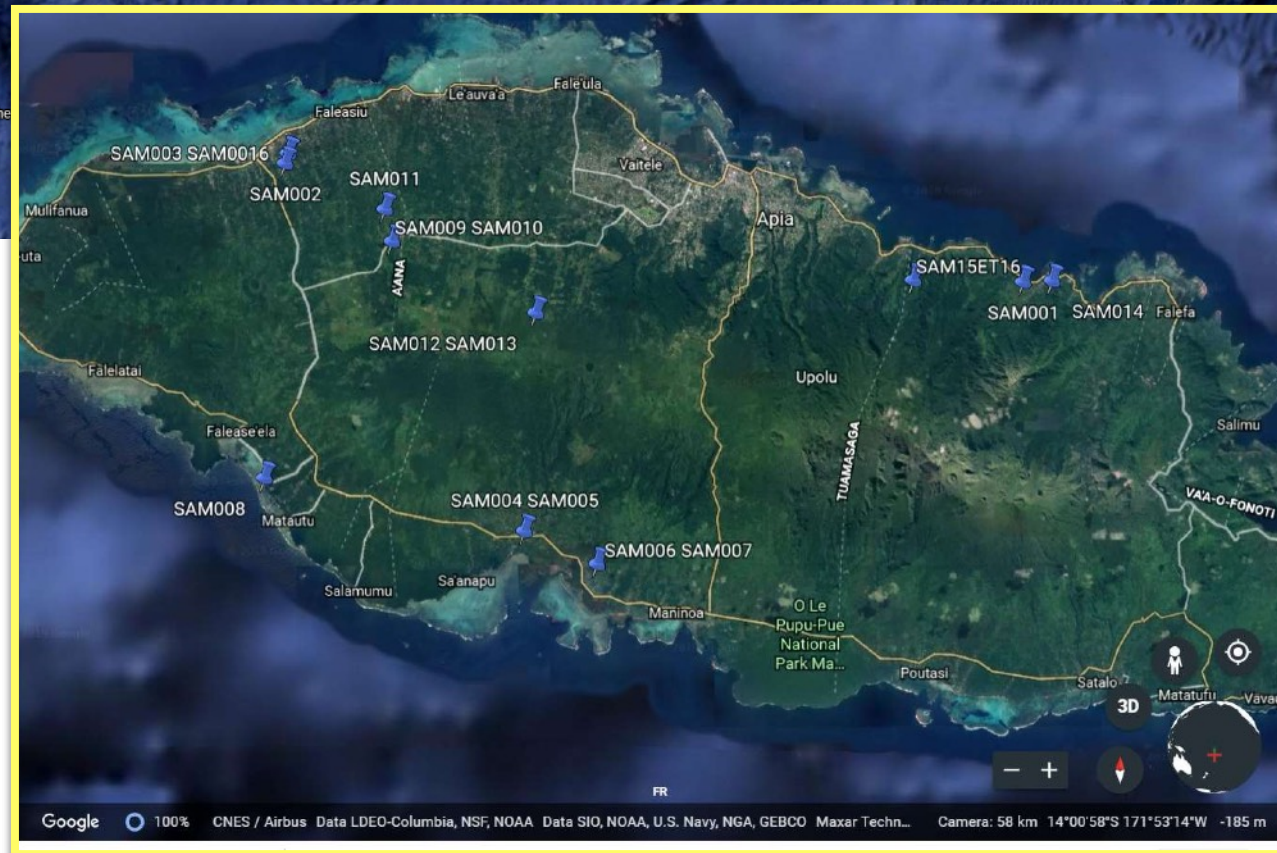 Le'auva'a
Fale'ula
Faleasiu
SAM003 SAM0016
SAM002
SAM011
Vaitele
Mulifanua
Apia
SAM009 SAM010
A'ANA
SAM15ET16
SAM001
SAM014
Falefa
SAM012 SAM013
Falelatai
Upolu
Falease'ela
TUAMASAGA
Salimu
VA'A-O-FONOTI
SAM008
Matautu
SAM004 SAM005
SAM006 SAM007
Salamumu
Sa'anapu
Maninoa
O Le
Pupu-Pue
National
Park Ma...
Poutasi
Satalo
Matatufu
3D
FR
Google 100% CNES / Airbus Data LDEO-Columbia, NSF, NOAA Data SIO, NOAA, U.S. Navy, NGA, GEBCO Maxar Techn... Camera: 58 km 14°00'58"S 171°53'14"W -185 m